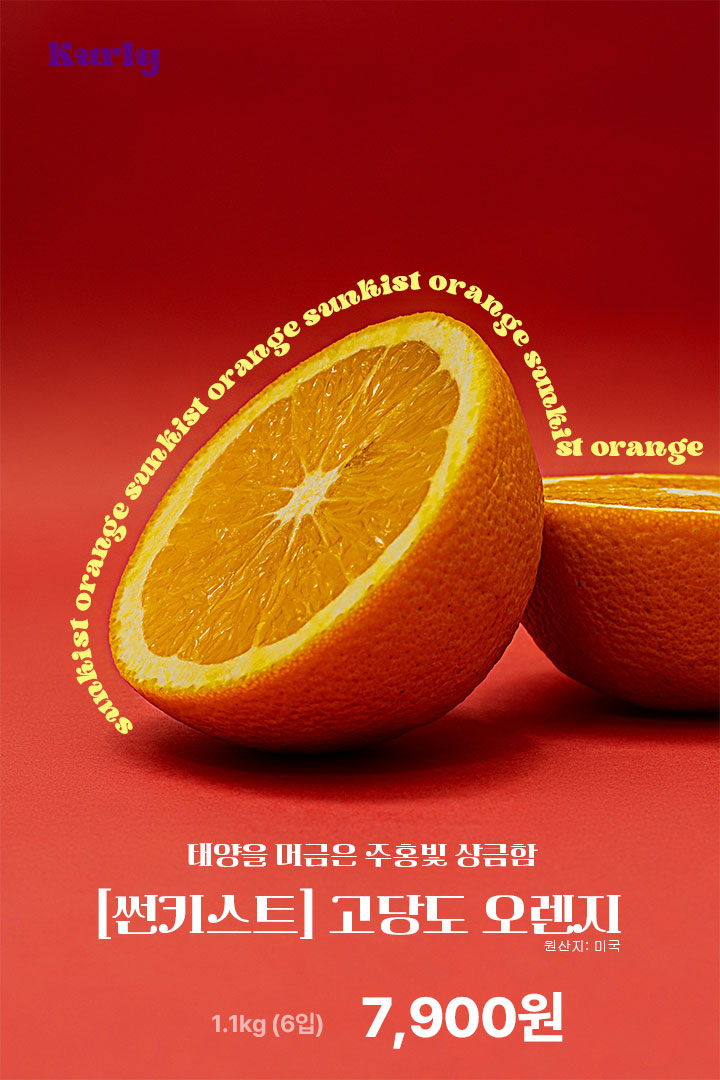 Kurly
sunkist orange sunkist orange sunkist orange sunkist orange
태양을 머금은 주홍빛 상큼함
[썬키스트] 고당도 오렌지
원산지: 미국
1.1kg (6입) 7,900원